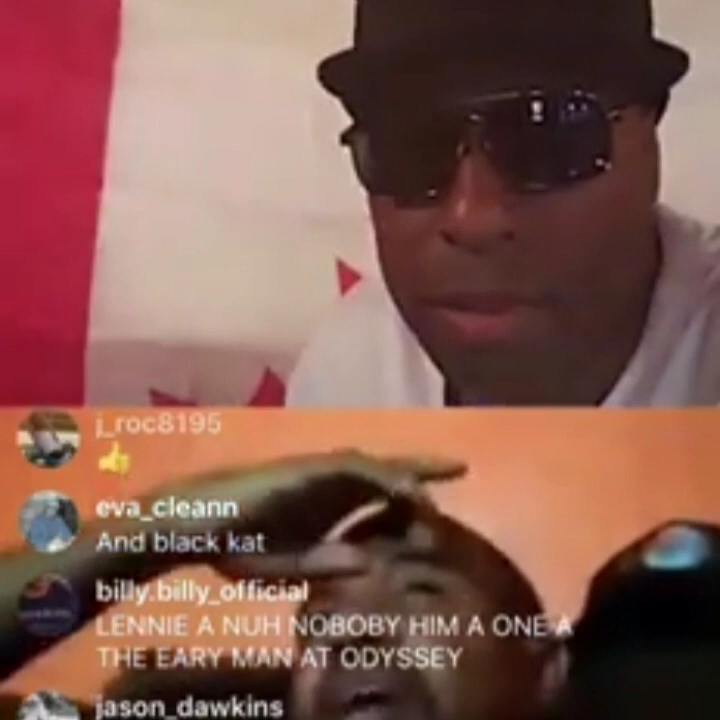 j_roc8195
👍
eva_cleann
And black kat
billy.billy_official
LENNIE A NUH NOBOBY HIM A ONE A
THE EARY MAN AT ODYSSEY
jason_dawkins